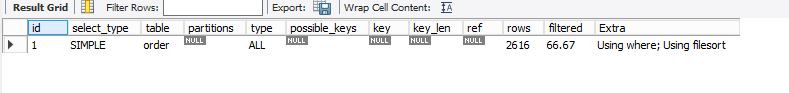 Result Grid Filter Rows: Export: Wrap Cell Content: IA
id select_type table partitions type possible_keys key key_len ref rows filtered Extra
1 SIMPLE order NULL ALL NULL NULL NULL NULL 2616 66.67 Using where; Using filesort